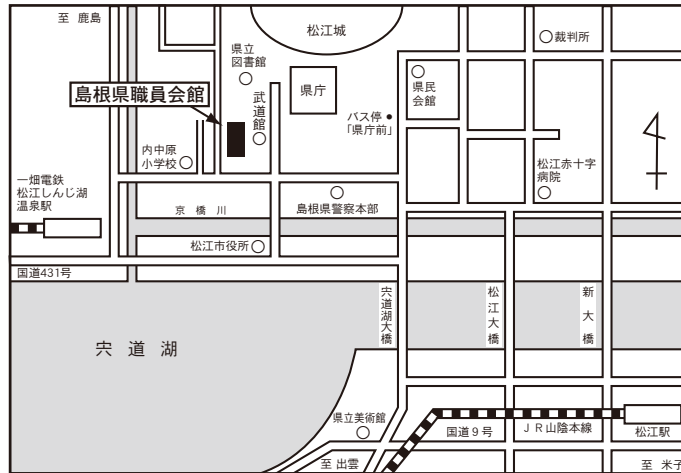 至 鹿島
松江城
裁判所
県立
図書館
県庁
県民
会館
島根県職員会館
武道館
バス停
「県庁前」
内中原
小学校
松江赤十字
病院
一畑電鉄
松江しんじ湖
温泉駅
京橋川
島根県警察本部
松江市役所
国道431号
宍道湖大橋
松江大橋
新大橋
宍道湖
県立美術館
国道9号
JR山陰本線
松江駅
至 出雲
至 米子